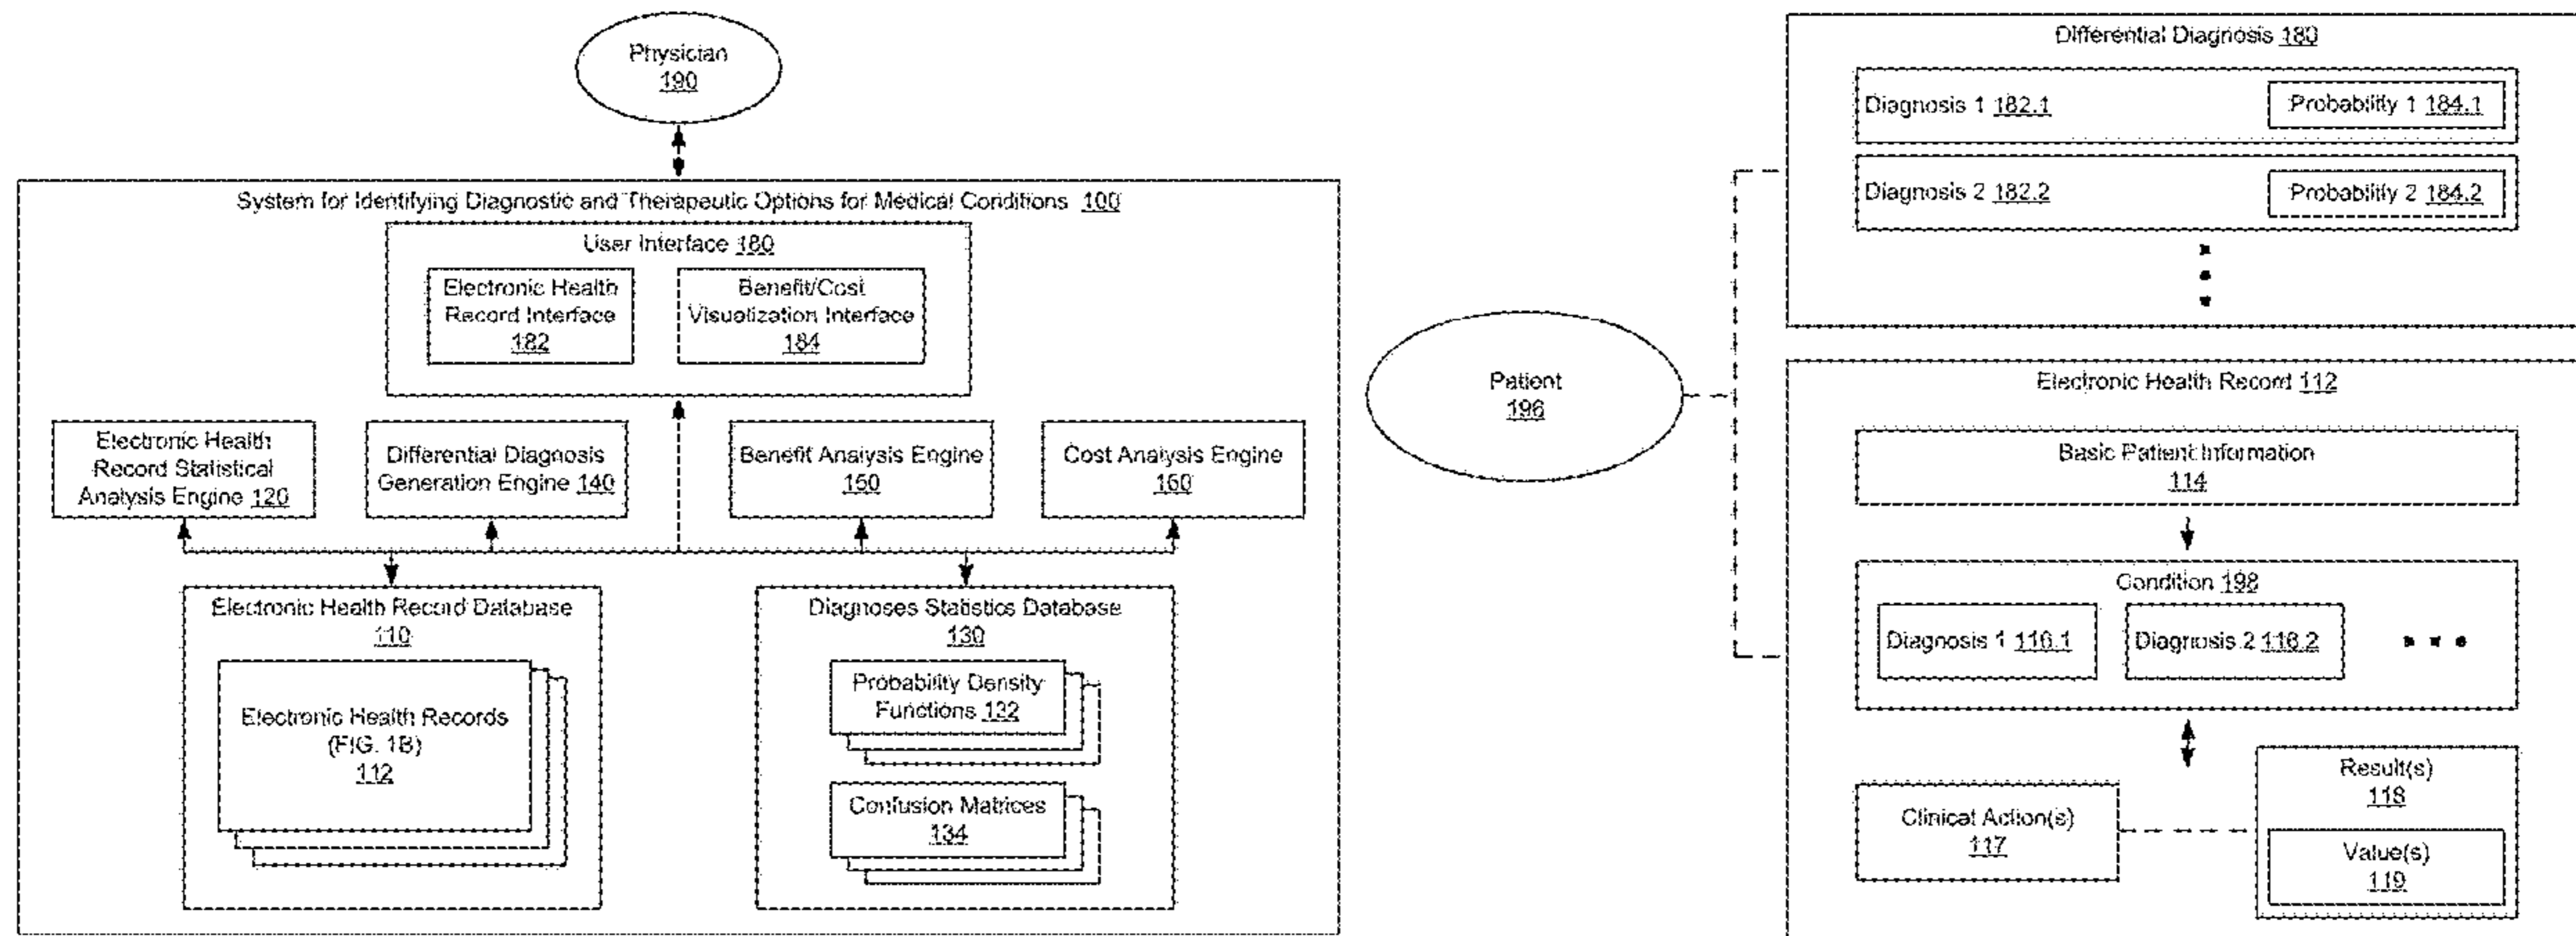 Physician
190
System for Identifying Diagnostic and Therapeutic Options for Medical Conditions 100
User Interface 180
Electronic Health
Record Interface
182
Benefit/Cost
Visualization Interface
184
Electronic Health
Record Statistical
Analysis Engine 120
Differential Diagnosis
Generation Engine 140
Benefit Analysis Engine
150
Cost Analysis Engine
160
Electronic Health Record Database
110
Electronic Health Records
(FIG. 1B)
112
Diagnoses Statistics Database
130
Probability Density
Functions 132
Confusion Matrices
134
Patient
196
Differential Diagnosis 180
Diagnosis 1 182.1
Probability 1 184.1
Diagnosis 2 182.2
Probability 2 184.2
Electronic Health Record 112
Basic Patient Information
114
Condition 198
Diagnosis 1 116.1
Diagnosis 2 116.2
Clinical Action(s)
117
Result(s)
118
Value(s)
119